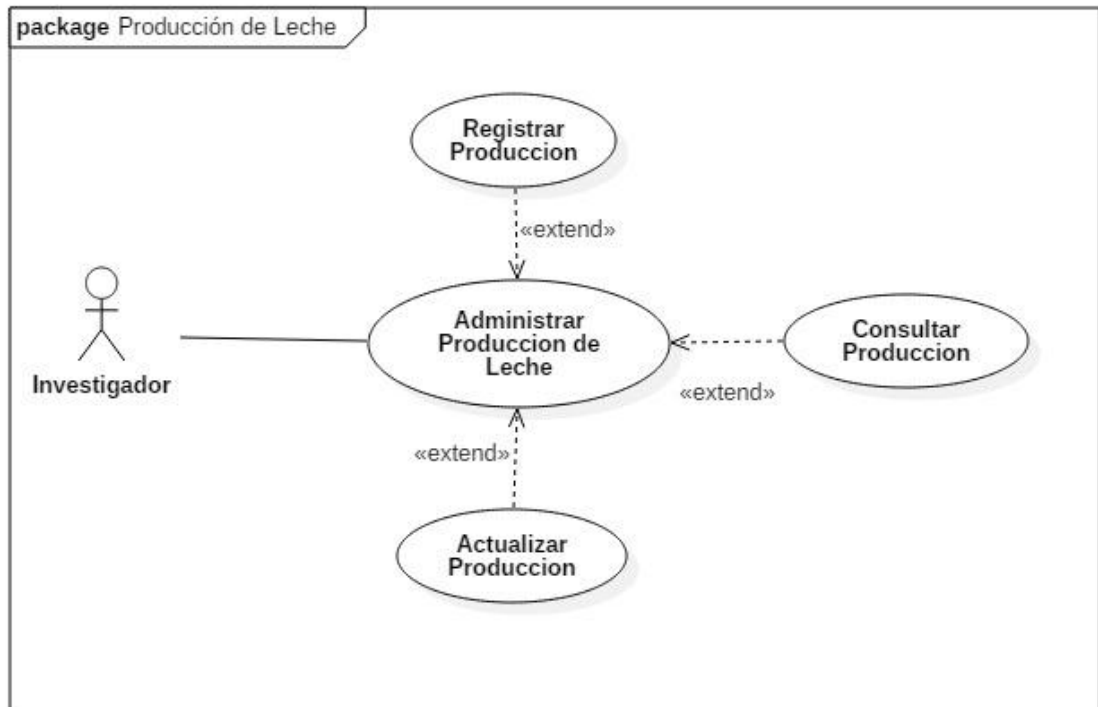 package Producción de Leche
Registrar
Produccion
«extend»
Administrar
Produccion de
Leche
Consultar
Produccion
«extend»
Investigador
«extend»
Actualizar
Produccion